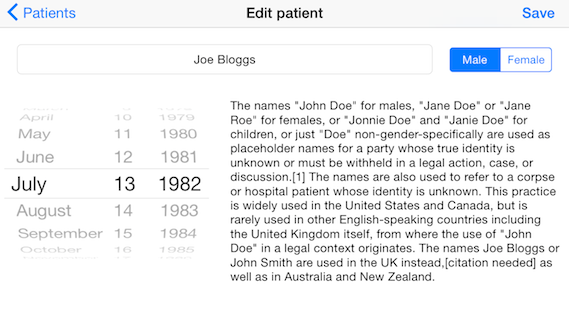 Patients
Edit patient
Save
Joe Bloggs
Male
Female
April 10 1979
May 11 1980
June 12 1981
July 13 1982
August 14 1983
September 15 1984
October 16 1985
The names "John Doe" for males, "Jane Doe" or "Jane
Roe" for females, or "Jonnie Doe" and "Janie Doe" for
children, or just "Doe" non-gender-specifically are used as
placeholder names for a party whose true identity is
unknown or must be withheld in a legal action, case, or
discussion.[1] The names are also used to refer to a corpse
or hospital patient whose identity is unknown. This practice
is widely used in the United States and Canada, but is
rarely used in other English-speaking countries including
the United Kingdom itself, from where the use of "John
Doe" in a legal context originates. The names Joe Bloggs or
John Smith are used in the UK instead,[citation needed] as
well as in Australia and New Zealand.